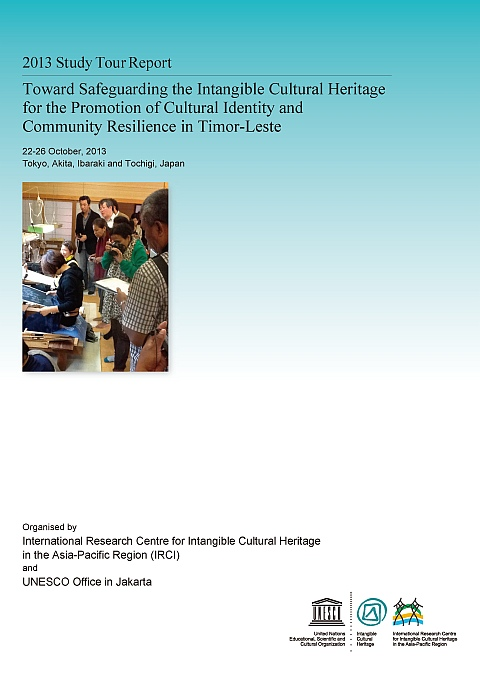 2013 Study Tour Report
Toward Safeguarding the Intangible Cultural Heritage
for the Promotion of Cultural Identity and
Community Resilience in Timor-Leste
22-26 October, 2013
Tokyo, Akita, Ibaraki and Tochigi, Japan
Organised by
International Research Centre for Intangible Cultural Heritage
in the Asia-Pacific Region (IRCI)
and
UNESCO Office in Jakarta
UNESCO
United Nations
Educational, Scientific and
Cultural Organization
Intangible
Cultural
Heritage
International Research Centre
for Intangible Cultural Heritage
in the Asia-Pacific Region